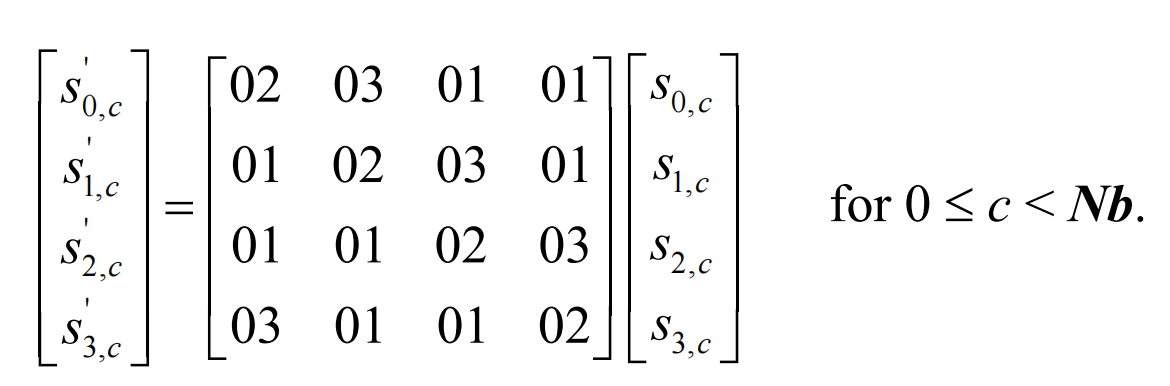 [s'0,c] = [02 03 01 01] [s0,c]
[s'1,c] [01 02 03 01] [s1,c] for 0 ≤ c < Nb.
[s'2,c] [01 01 02 03] [s2,c]
[s'3,c] [03 01 01 02] [s3,c]